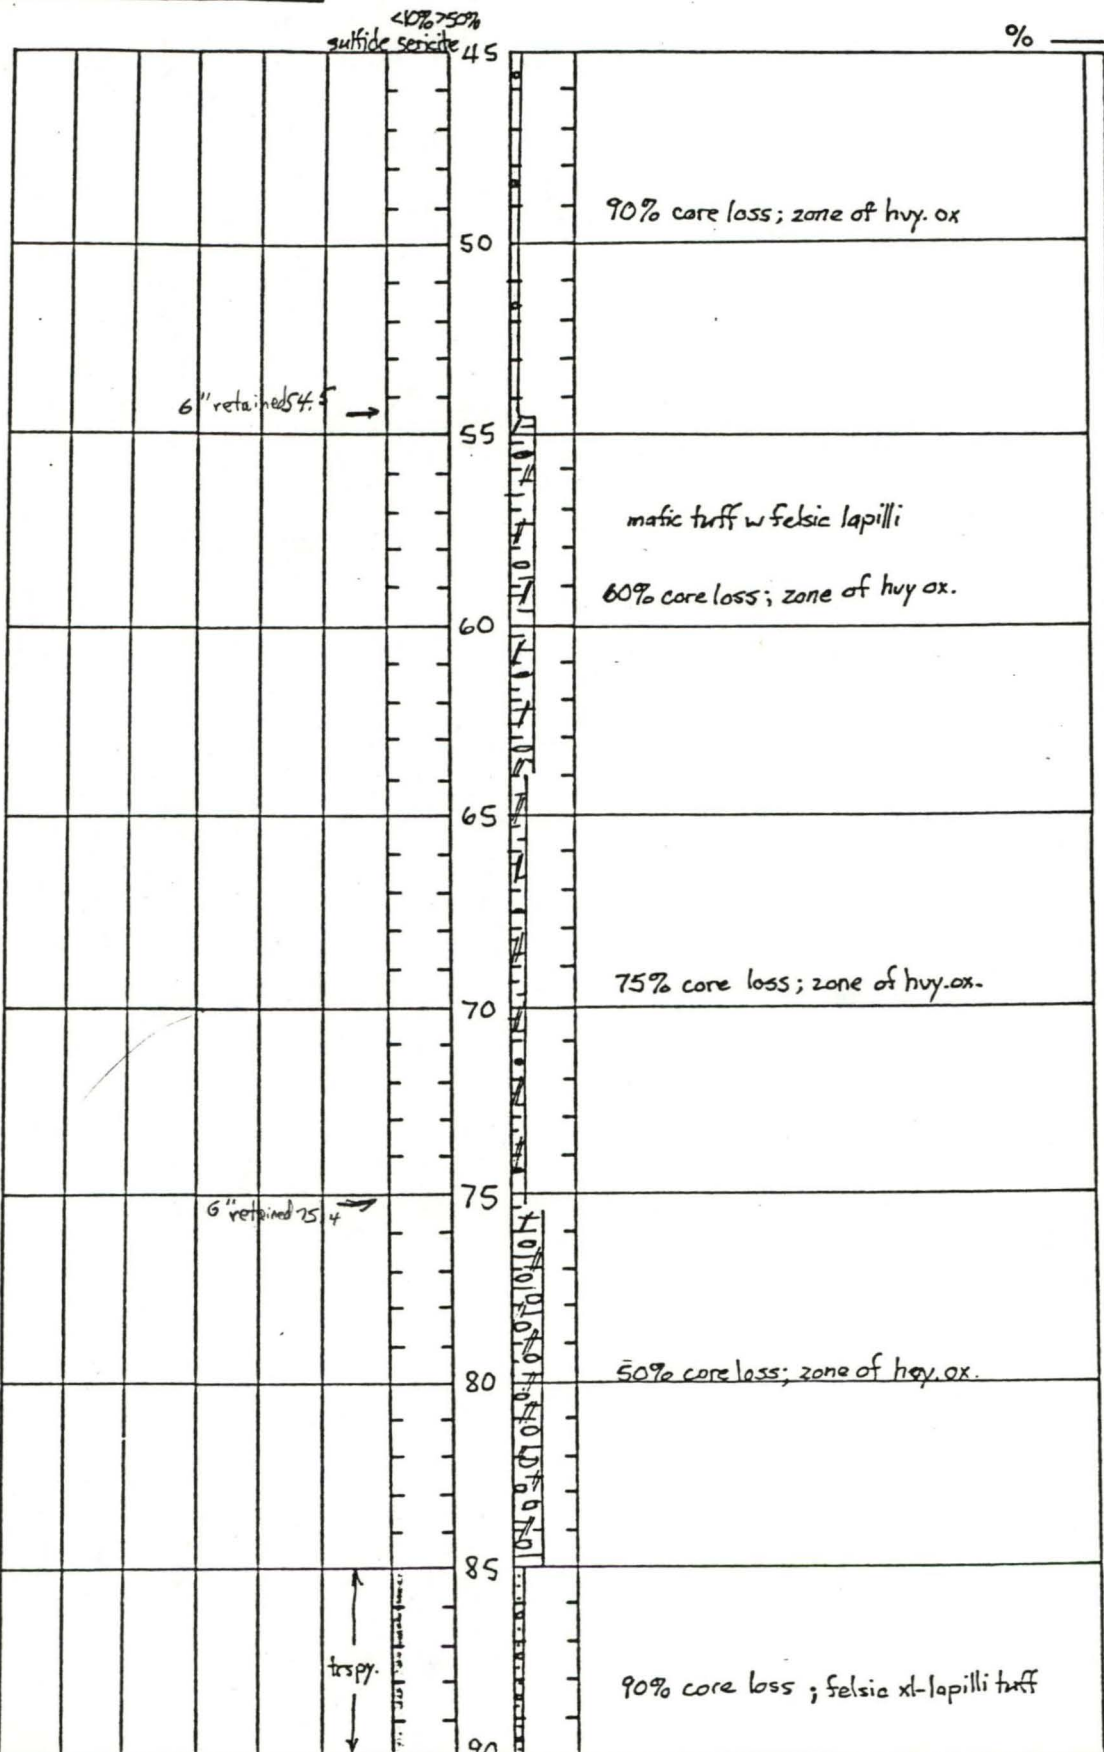 <10% >50%
sulfide sericite
%
45
90% core loss; zone of hvy. ox
50
6" retained 54.5
55
mafic tuff w felsic lapilli
60% core loss; zone of hvy ox.
60
65
75% core loss; zone of hvy. ox.
70
75
6" retained 75.4
50% core loss; zone of hvy. ox.
80
85
tr spy.
90% core loss; felsic xl-lapilli tuff
90